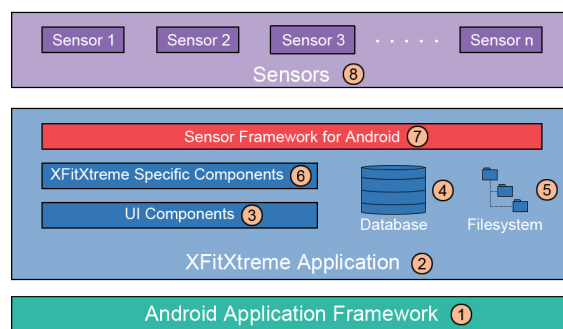 Sensor 1 Sensor 2 Sensor 3 . . . . . Sensor n
Sensors 8
Sensor Framework for Android 7
XFitXtreme Specific Components 6
4
5
UI Components 3
Database
Filesystem
XFitXtreme Application 2
Android Application Framework 1